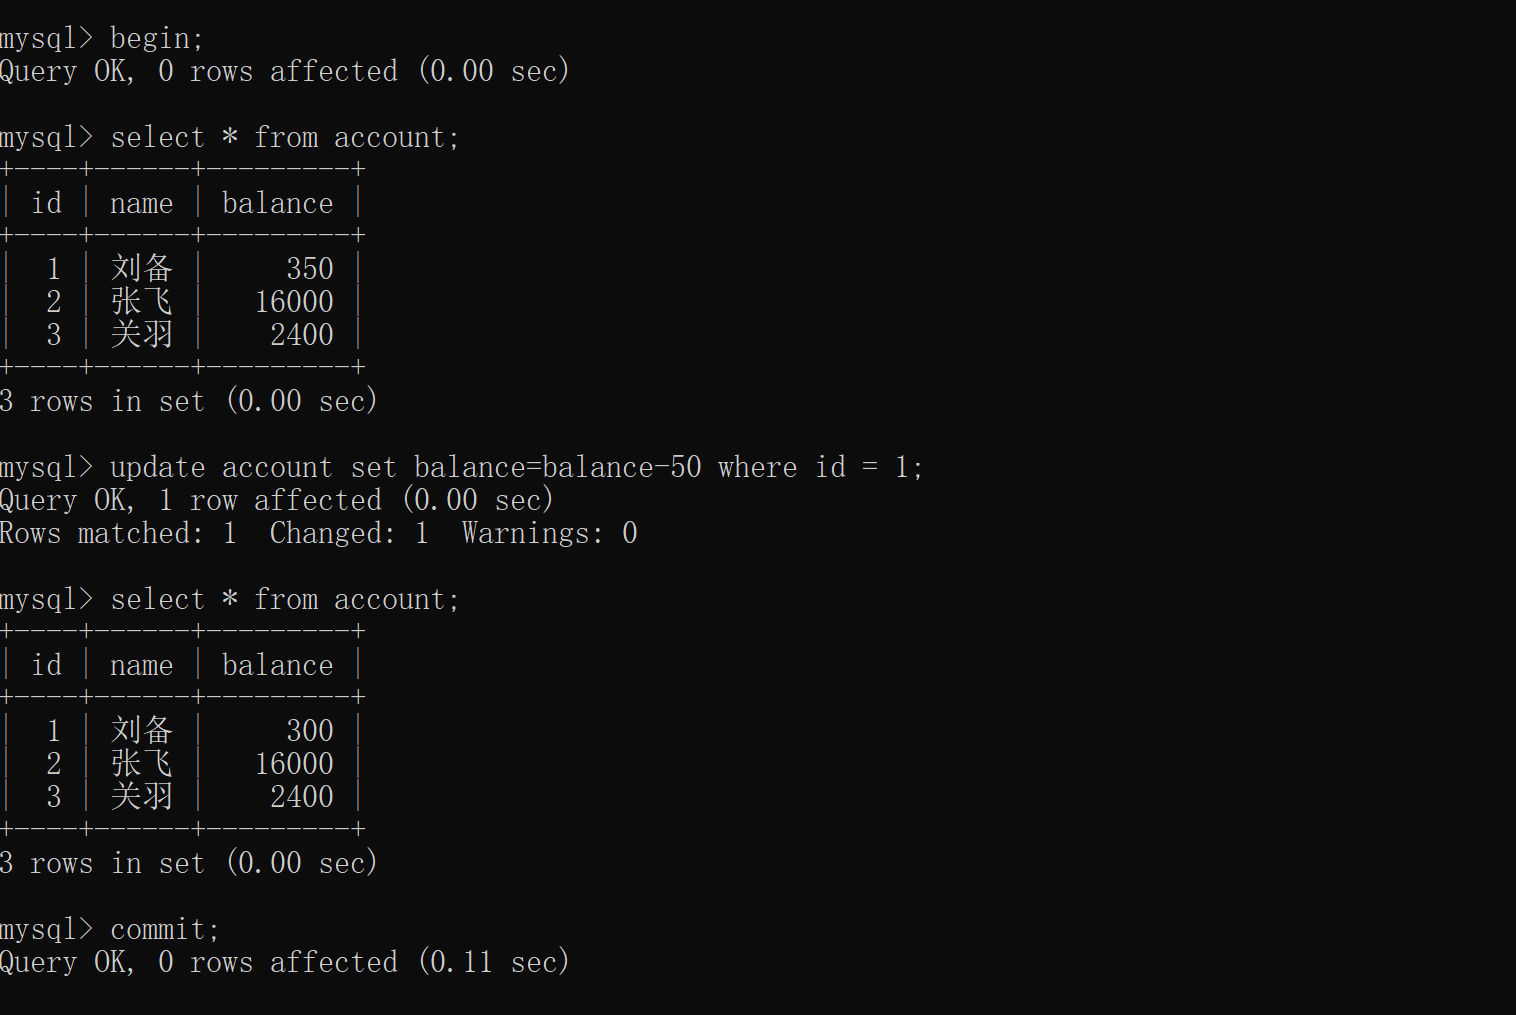 mysql> begin;
Query OK, 0 rows affected (0.00 sec)
mysql> select * from account;
+----+------+---------+
| id | name | balance |
+----+------+---------+
|  1 | 刘备 |     350 |
|  2 | 张飞 |   16000 |
|  3 | 关羽 |    2400 |
+----+------+---------+
3 rows in set (0.00 sec)
mysql> update account set balance=balance-50 where id = 1;
Query OK, 1 row affected (0.00 sec)
Rows matched: 1  Changed: 1  Warnings: 0
mysql> select * from account;
+----+------+---------+
| id | name | balance |
+----+------+---------+
|  1 | 刘备 |     300 |
|  2 | 张飞 |   16000 |
|  3 | 关羽 |    2400 |
+----+------+---------+
3 rows in set (0.00 sec)
mysql> commit;
Query OK, 0 rows affected (0.11 sec)